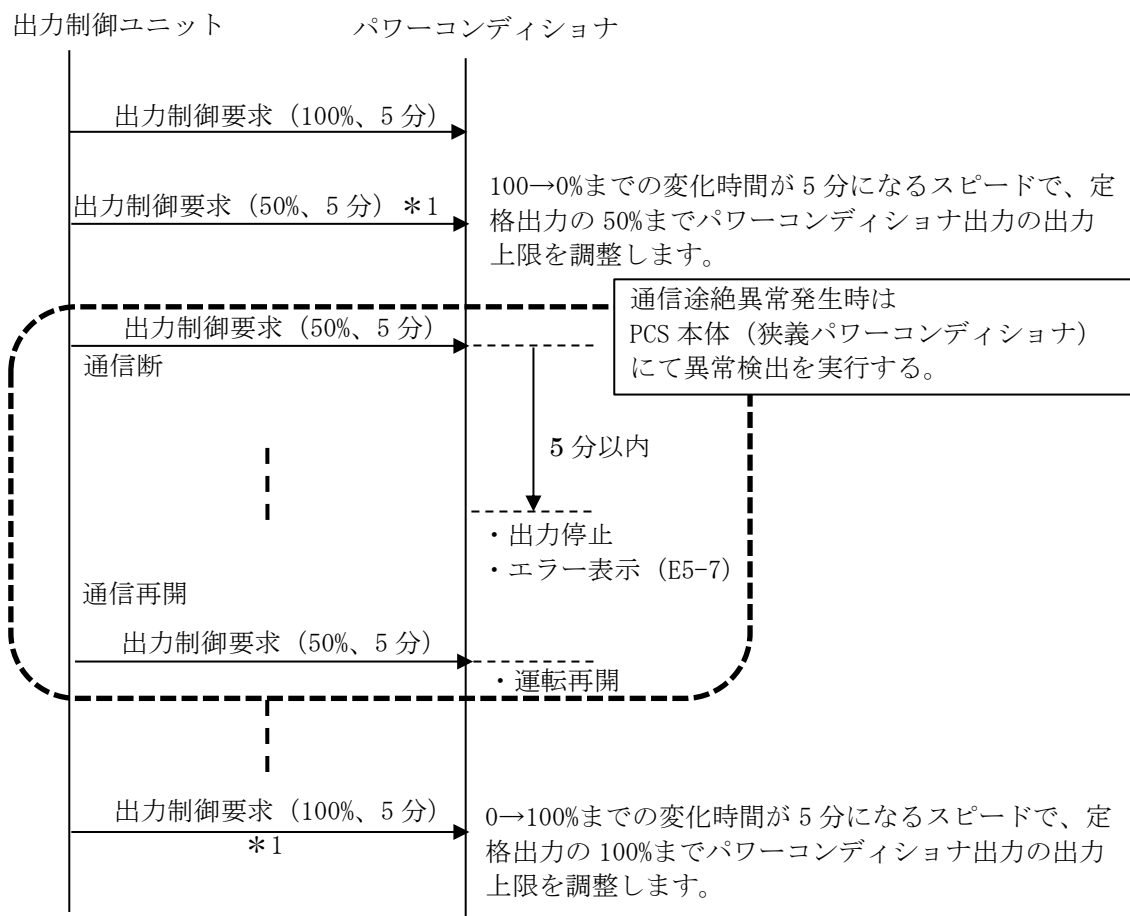 出力制御ユニット
パワーコンディショナ
出力制御要求（100%、5 分）
出力制御要求（50%、5 分）＊1
100→0%までの変化時間が 5 分になるスピードで、定
格出力の 50%までパワーコンディショナ出力の出力
上限を調整します。
通信途絶異常発生時は
PCS 本体（狭義パワーコンディショナ）
にて異常検出を実行する。
出力制御要求（50%、5 分）
通信断
5 分以内
・出力停止
・エラー表示（E5-7）
通信再開
出力制御要求（50%、5 分）
・運転再開
出力制御要求（100%、5 分）
＊1
0→100%までの変化時間が 5 分になるスピードで、定
格出力の 100%までパワーコンディショナ出力の出力
上限を調整します。